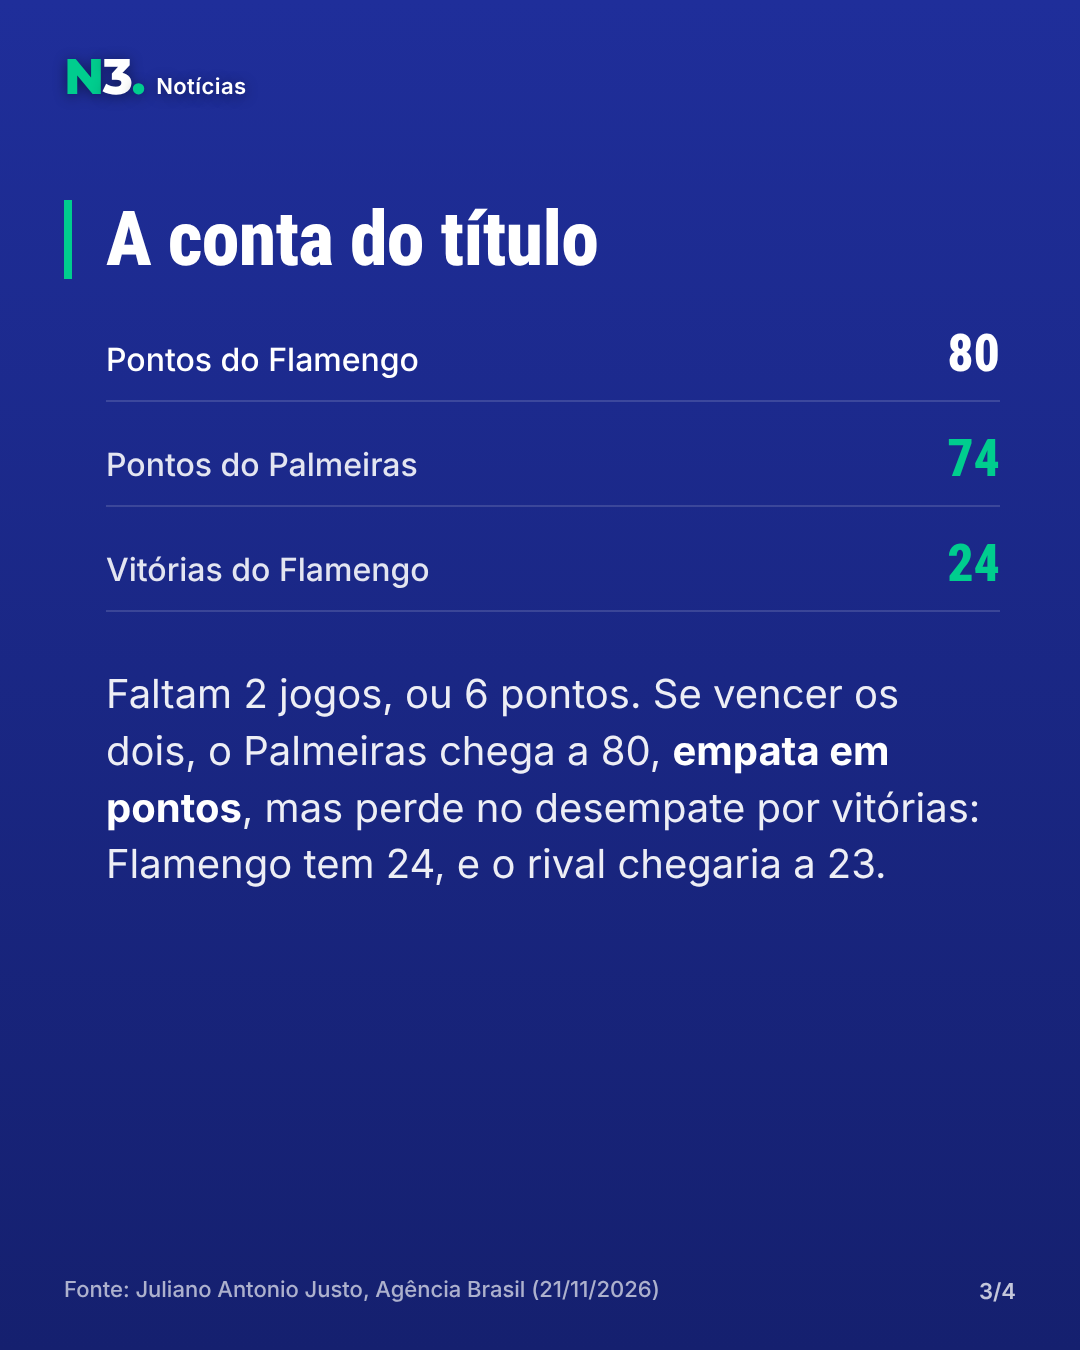 N3. Notícias
A conta do título
Pontos do Flamengo 80
Pontos do Palmeiras 74
Vitórias do Flamengo 24
Faltam 2 jogos, ou 6 pontos. Se vencer os
dois, o Palmeiras chega a 80, empata em
pontos, mas perde no desempate por vitórias:
Flamengo tem 24, e o rival chegaria a 23.
Fonte: Juliano Antonio Justo, Agência Brasil (21/11/2026)
3/4